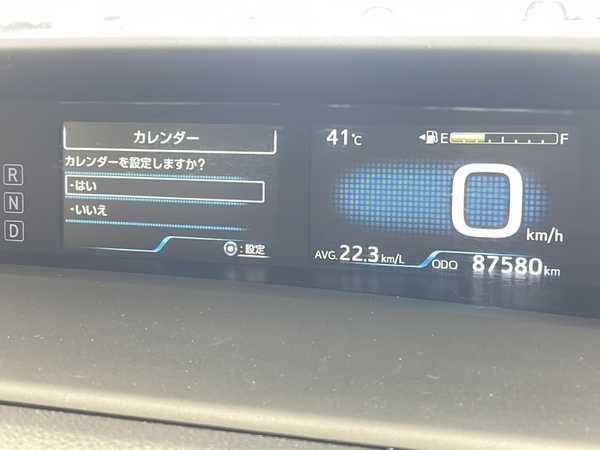 カレンダー
カレンダーを設定しますか?
-はい
-いいえ
:設定
R
N
D
41℃
E F
0
km/h
AVG. 22.3 km/L
ODO 87580 km